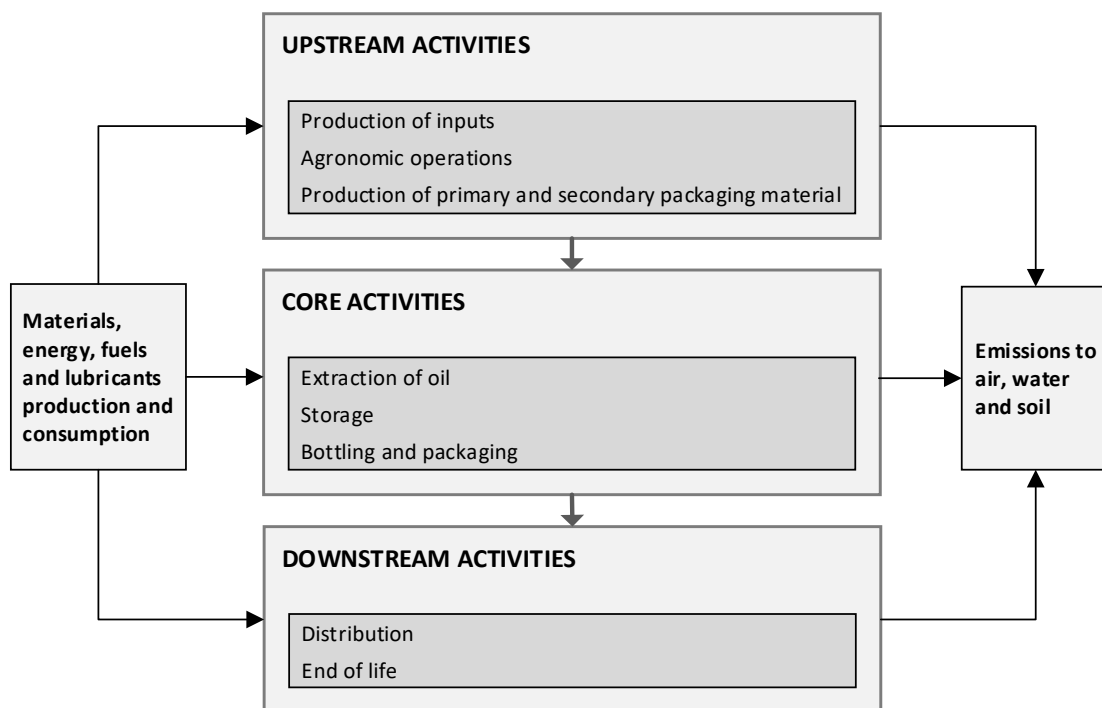 UPSTREAM ACTIVITIES
Production of inputs
Agronomic operations
Production of primary and secondary packaging material
Materials,
energy, fuels
and lubricants
production and
consumption
CORE ACTIVITIES
Extraction of oil
Storage
Bottling and packaging
Emissions to
air, water
and soil
DOWNSTREAM ACTIVITIES
Distribution
End of life